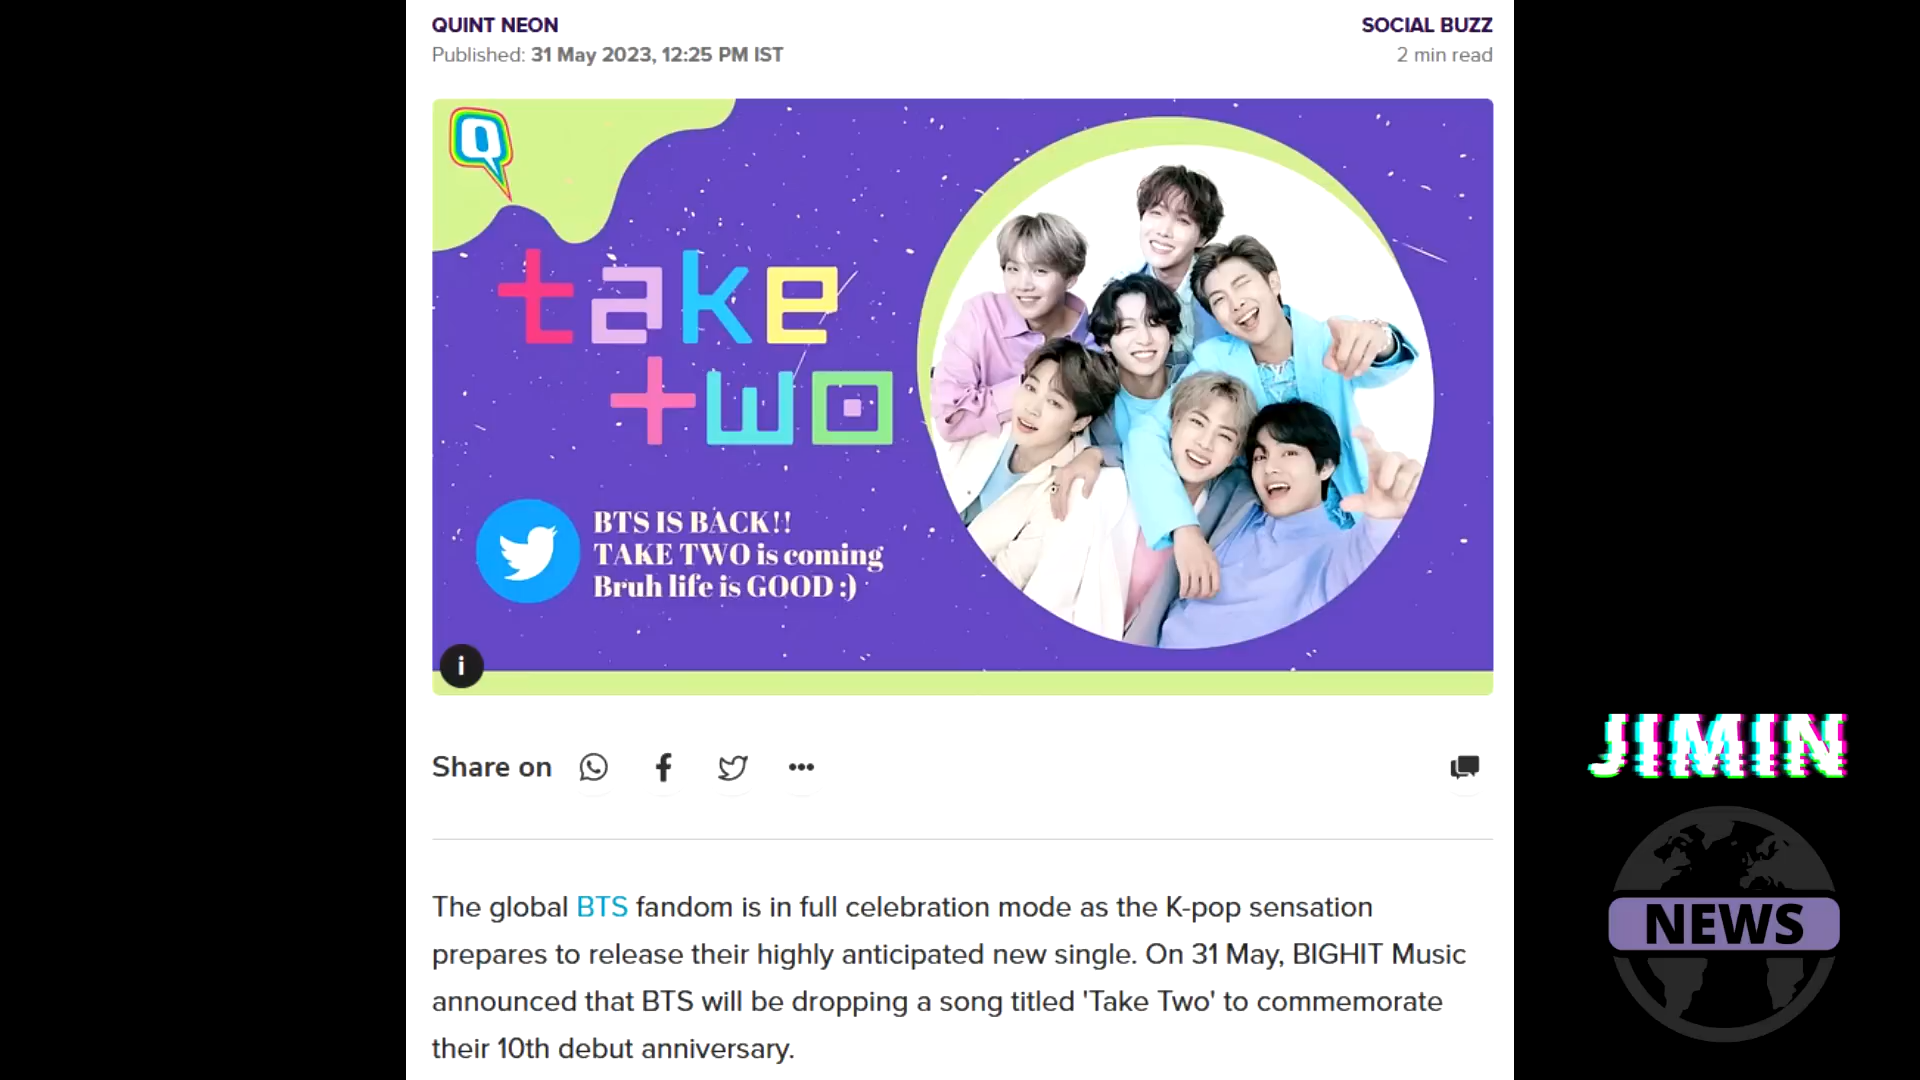 QUINT NEON
SOCIAL BUZZ
Published: 31 May 2023, 12:25 PM IST
2 min read
Q
take
two
BTS IS BACK!!
TAKE TWO is coming
Bruh life is GOOD :)
i
Share on
JIMIN
NEWS
The global BTS fandom is in full celebration mode as the K-pop sensation
prepares to release their highly anticipated new single. On 31 May, BIGHIT Music
announced that BTS will be dropping a song titled 'Take Two' to commemorate
their 10th debut anniversary.